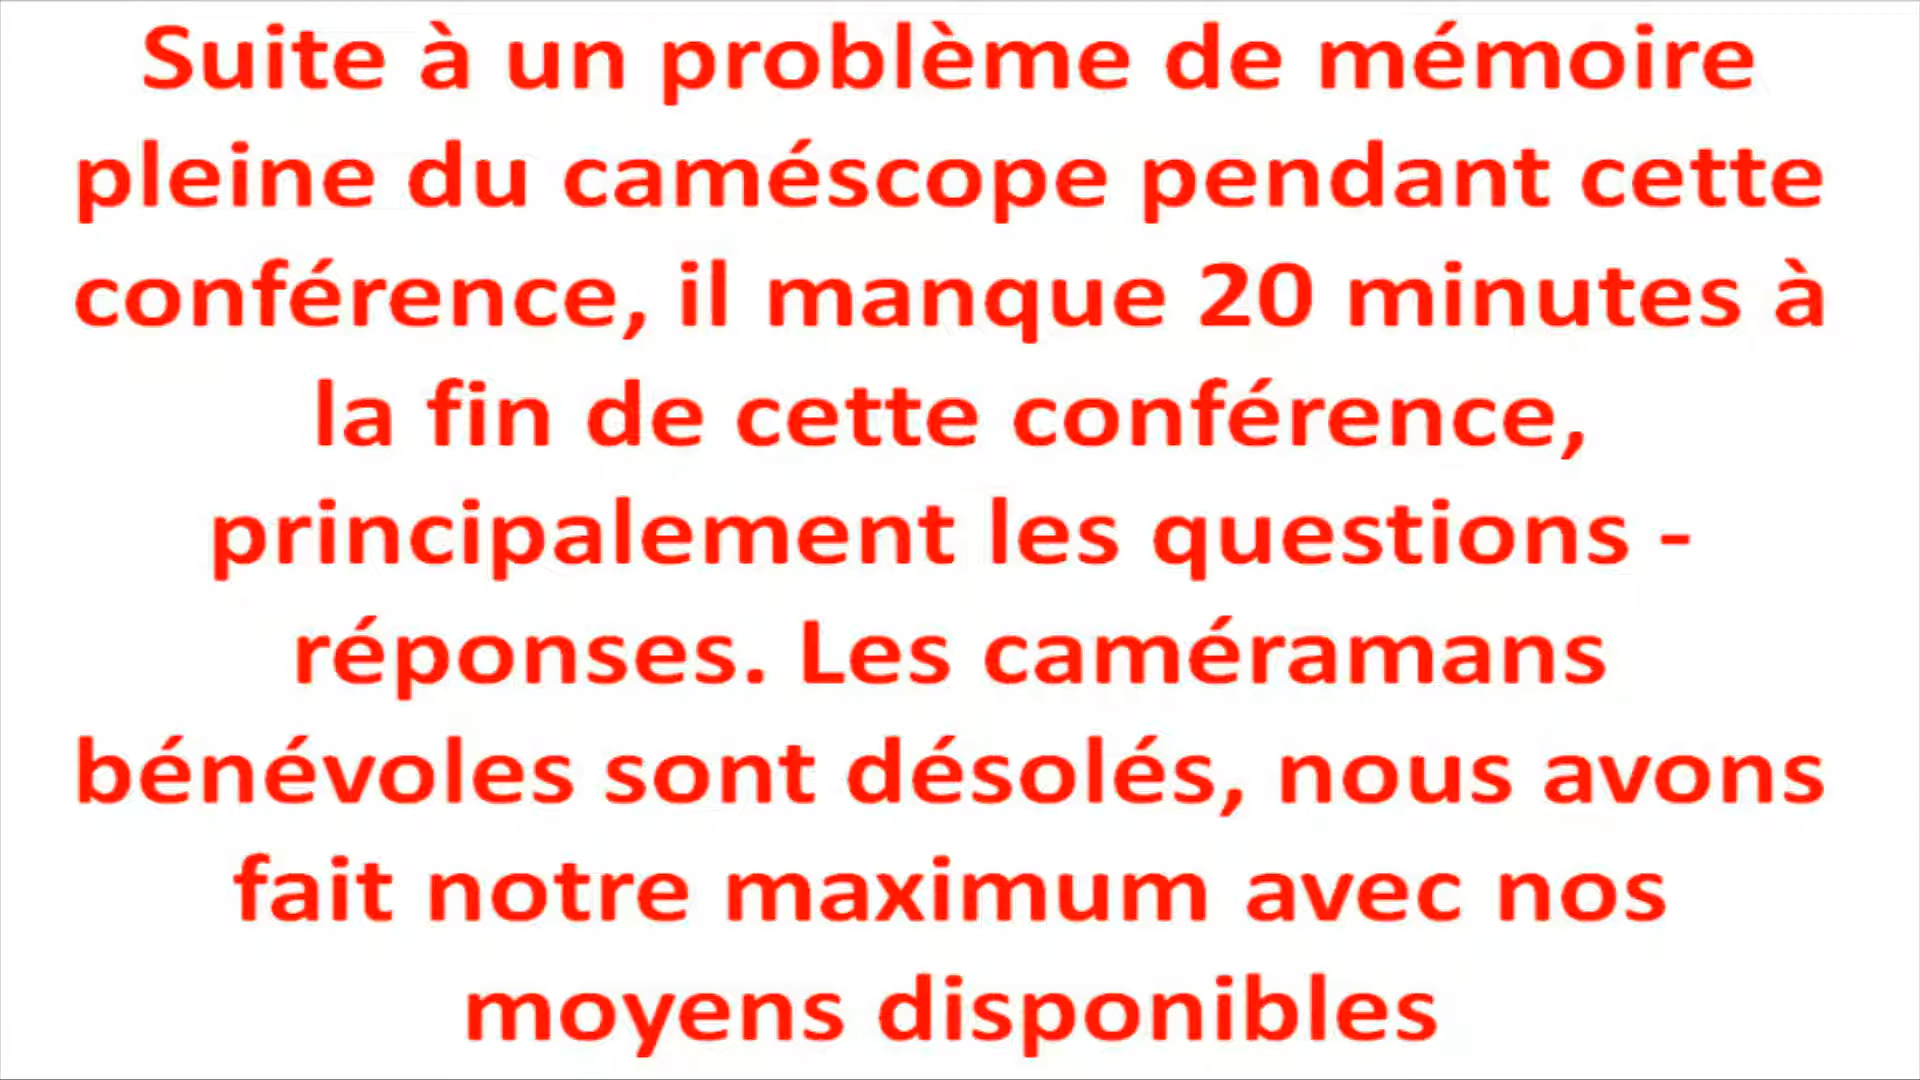 Suite à un problème de mémoire
pleine du caméscope pendant cette
conférence, il manque 20 minutes à
la fin de cette conférence,
principalement les questions -
réponses. Les caméramans
bénévoles sont désolés, nous avons
fait notre maximum avec nos
moyens disponibles